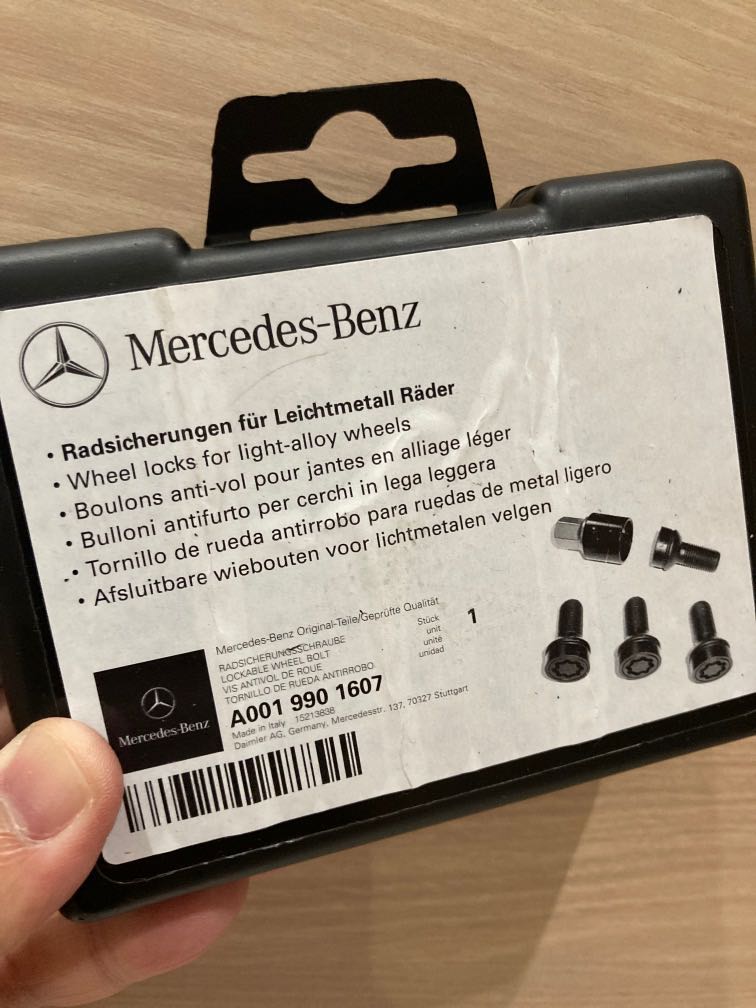 Mercedes-Benz
• Radsicherungen für Leichtmetall Räder
• Wheel locks for light-alloy wheels
• Boulons anti-vol pour jantes en alliage léger
• Bulloni antifurto per cerchi in lega leggera
• Tornillo de rueda antirrobo para ruedas de metal ligero
• Afsluitbare wiebouten voor lichtmetalen velgen
Mercedes-Benz Original-Teile/Geprüfte Qualität
RADSICHERUNGSSCHRAUBE
LOCKABLE WHEEL BOLT
VIS ANTIVOL DE ROUE
TORNILLO DE RUEDA ANTIRROBO
Stück
unit
unité
unidad
1
A001 990 1607
Made in Italy 15213838
Daimler AG, Germany, Mercedesstr. 137, 70327 Stuttgart
Mercedes-Benz